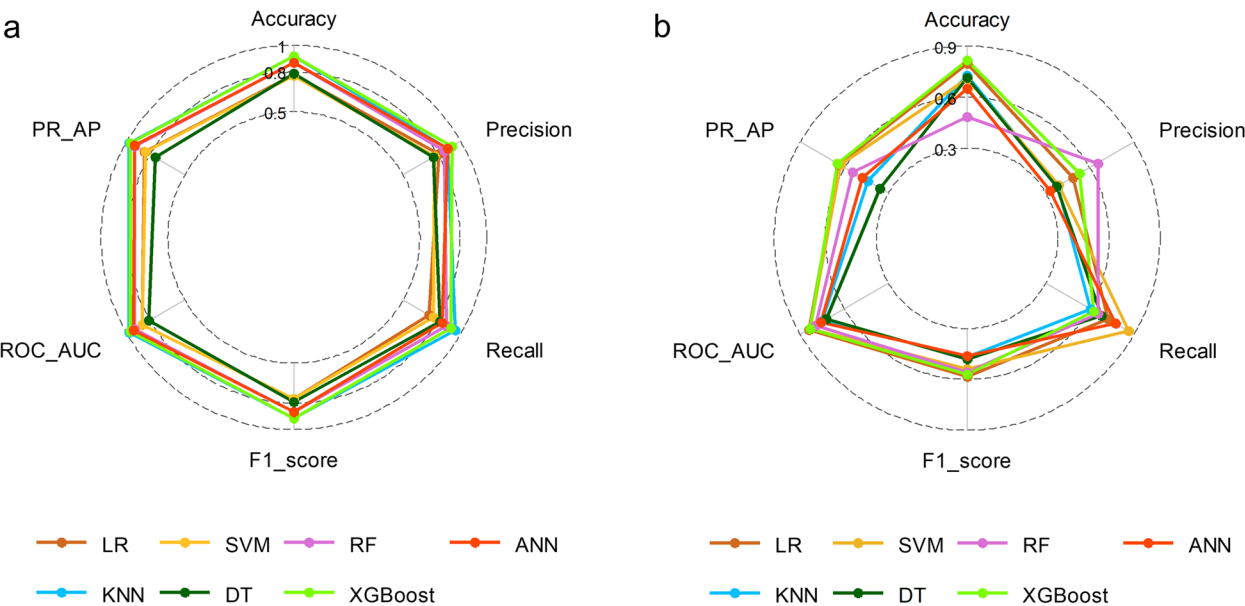 a
Accuracy
1
0.8
0.5
PR_AP
Precision
ROC_AUC
Recall
F1_score
LR
SVM
RF
ANN
KNN
DT
XGBoost
b
Accuracy
0.9
0.6
0.3
PR_AP
Precision
ROC_AUC
Recall
F1_score
LR
SVM
RF
ANN
KNN
DT
XGBoost